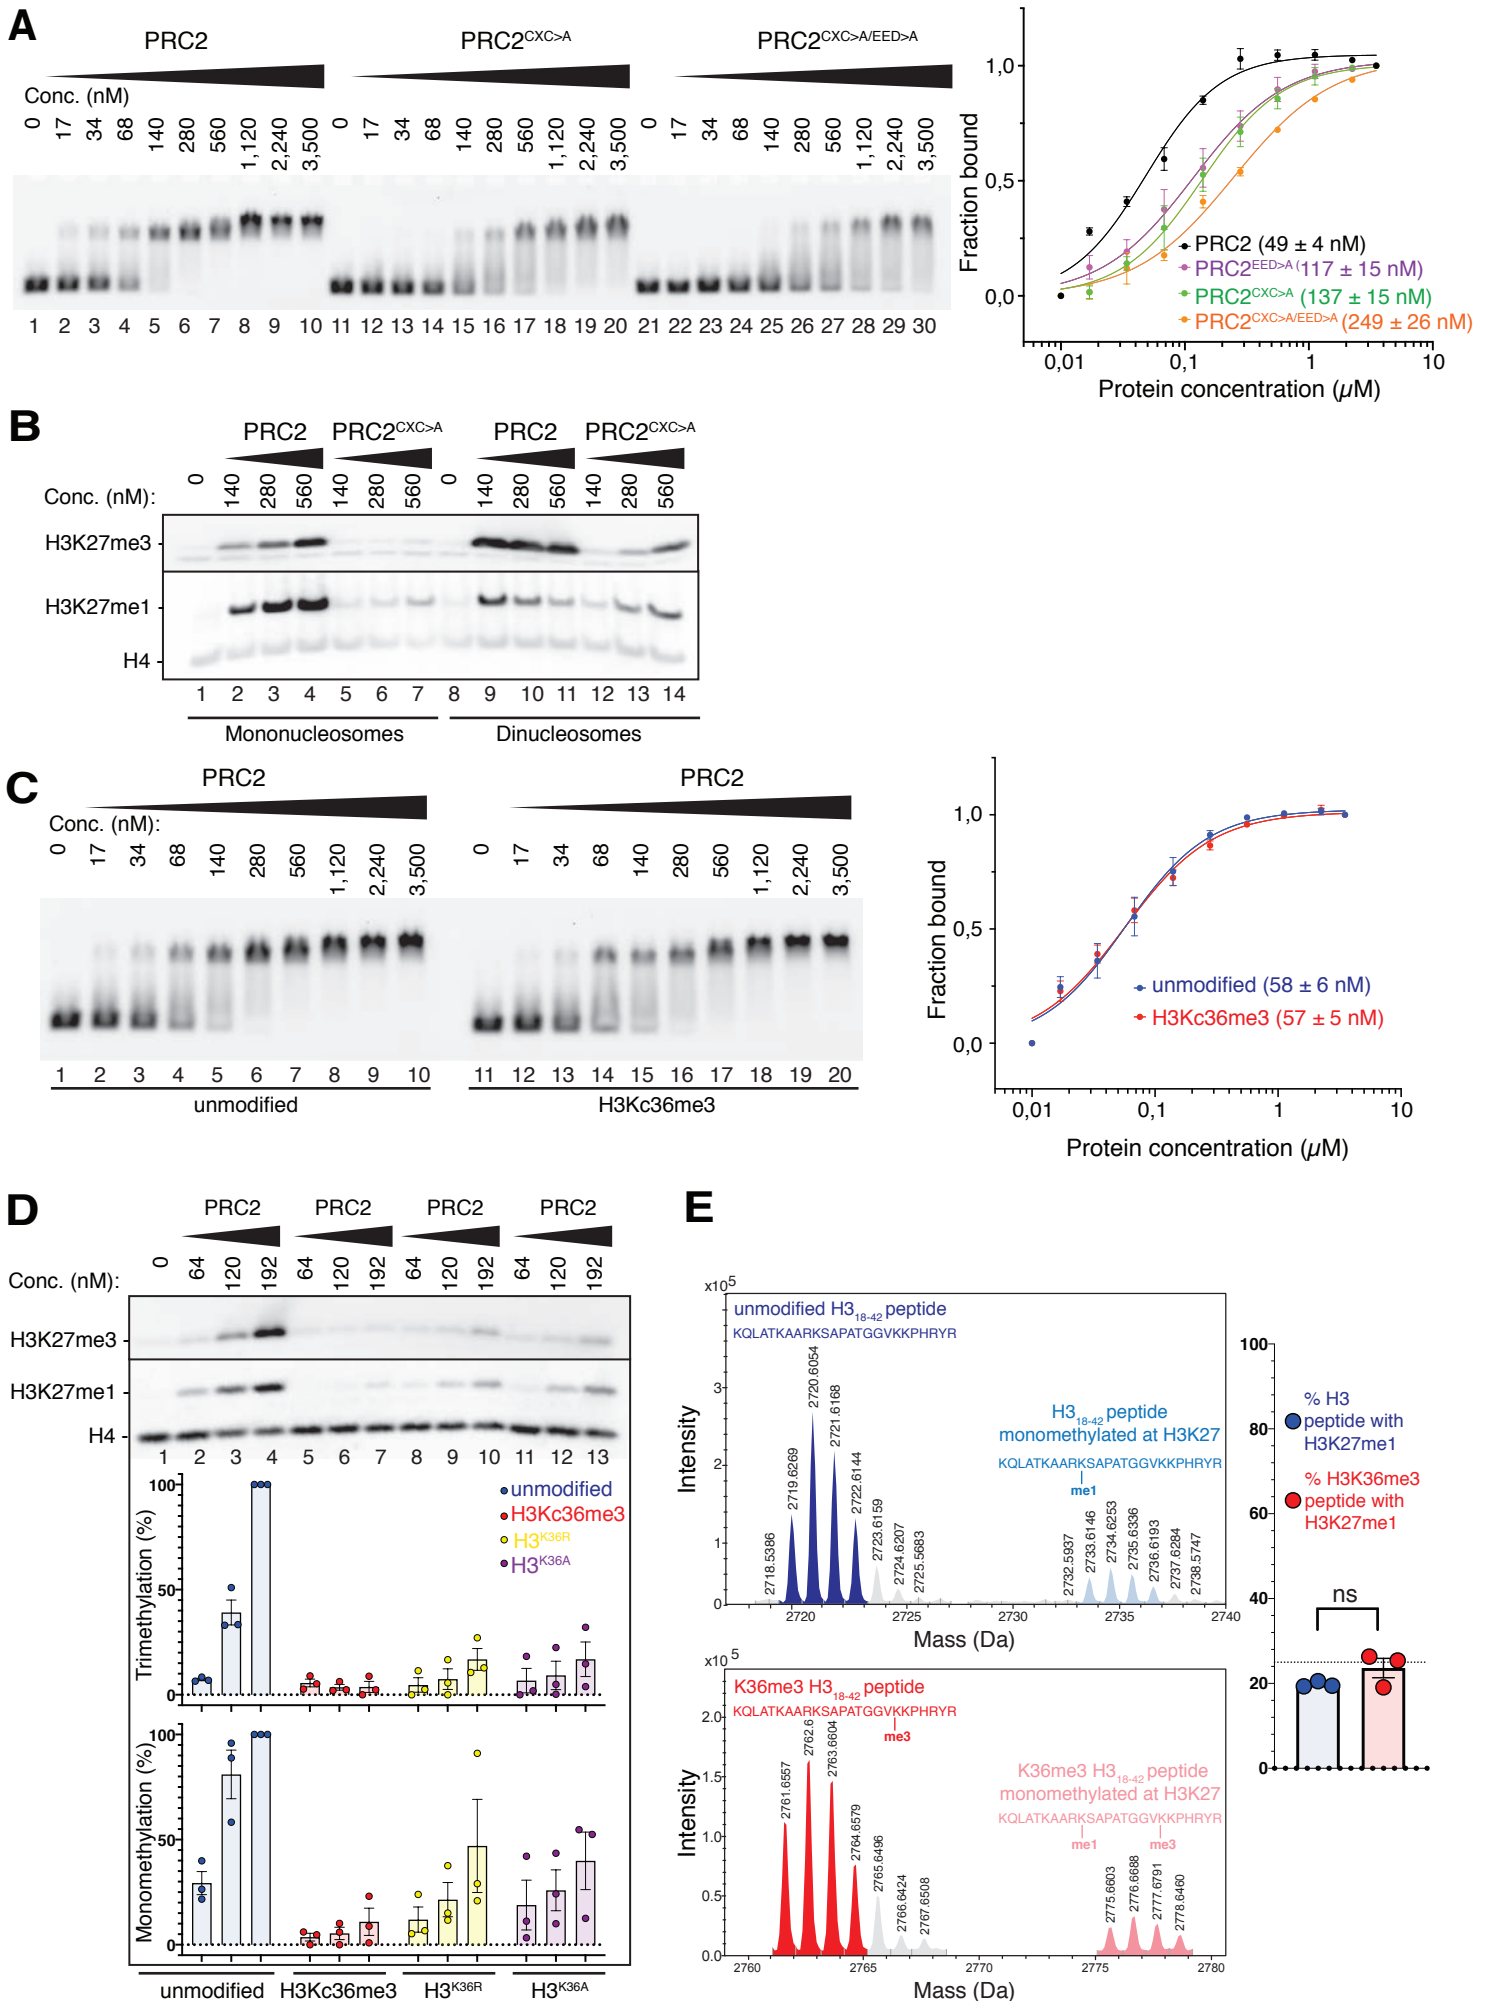 A
PRC2
PRC2CXC>A
PRC2CXC>A/EED>A
Conc. (nM)
0 17 34 68 140 280 560 1,120 2,240 3,500 0 17 34 68 140 280 560 1,120 2,240 3,500 0 17 34 68 140 280 560 1,120 2,240 3,500
1 2 3 4 5 6 7 8 9 10 11 12 13 14 15 16 17 18 19 20 21 22 23 24 25 26 27 28 29 30
Fraction bound
1,0
0,5
0,0
PRC2 (49 ± 4 nM)
PRC2EED>A (117 ± 15 nM)
PRC2CXC>A (137 ± 15 nM)
PRC2CXC>A/EED>A (249 ± 26 nM)
0,01 0,1 1 10
Protein concentration (µM)
B
PRC2 PRC2CXC>A PRC2 PRC2CXC>A
Conc. (nM):
0 140 280 560 140 280 560 0 140 280 560 140 280 560
H3K27me3
H3K27me1
H4
1 2 3 4 5 6 7 8 9 10 11 12 13 14
Mononucleosomes Dinucleosomes
C
PRC2 PRC2
Conc. (nM):
0 17 34 68 140 280 560 1,120 2,240 3,500 0 17 34 68 140 280 560 1,120 2,240 3,500
1 2 3 4 5 6 7 8 9 10 11 12 13 14 15 16 17 18 19 20
unmodified H3Kc36me3
Fraction bound
1,0
0,5
0,0
unmodified (58 ± 6 nM)
H3Kc36me3 (57 ± 5 nM)
0,01 0,1 1 10
Protein concentration (µM)
D
PRC2 PRC2 PRC2 PRC2
Conc. (nM):
0 64 120 192 64 120 192 64 120 192 64 120 192
H3K27me3
H3K27me1
H4
1 2 3 4 5 6 7 8 9 10 11 12 13
Trimethylation (%)
100
50
0
unmodified
H3Kc36me3
H3K36R
H3K36A
Monomethylation (%)
100
50
0
unmodified H3Kc36me3 H3K36R H3K36A
E
x10 5
Intensity
3
2
1
0
unmodified H318-42 peptide
KQLATKAARKSAPATGGVKKPHRYR
2718.5386
2719.6269
2720.6054
2721.6168
2722.6144
2723.6159
2724.6207
2725.5683
H318-42 peptide
monomethylated at H3K27
KQLATKAARKSAPATGGVKKPHRYR
me1
2732.5937
2733.6146
2734.6253
2735.6336
2736.6193
2737.6284
2738.5747
2720 2725 2730 2735 2740
Mass (Da)
x10 5
Intensity
2.0
1.5
1.0
0.5
0.0
K36me3 H318-42 peptide
KQLATKAARKSAPATGGVKKPHRYR
me3
2761.6557
2762.6
2763.6604
2764.6579
2765.6496
2766.6424
2767.6508
K36me3 H318-42 peptide
monomethylated at H3K27
KQLATKAARKSAPATGGVKKPHRYR
me1 me3
2775.6603
2776.6688
2777.6791
2778.6460
2760 2765 2770 2775 2780
Mass (Da)
100
80
60
40
20
0
% H3
peptide with
H3K27me1
% H3K36me3
peptide with
H3K27me1
ns